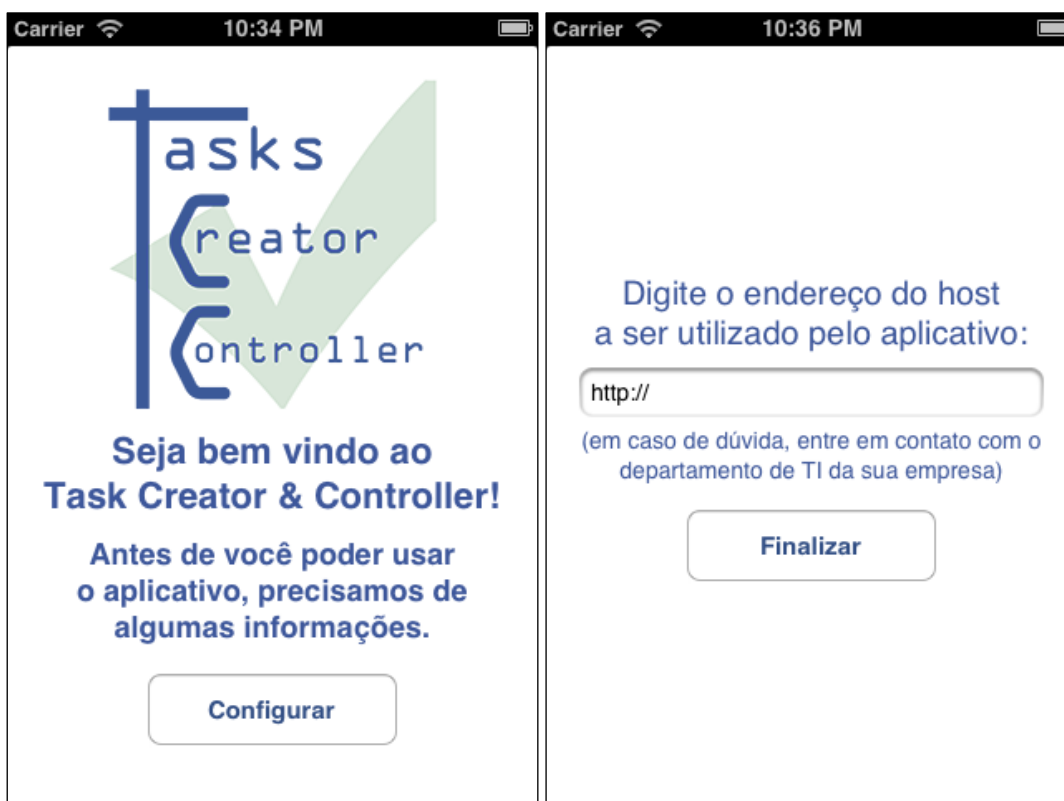 Carrier 10:34 PM
Tasks
Creator
Controller
Seja bem vindo ao
Task Creator & Controller!
Antes de você poder usar
o aplicativo, precisamos de
algumas informações.
Configurar
Carrier 10:36 PM
Digite o endereço do host
a ser utilizado pelo aplicativo:
http://
(em caso de dúvida, entre em contato com o
departamento de TI da sua empresa)
Finalizar